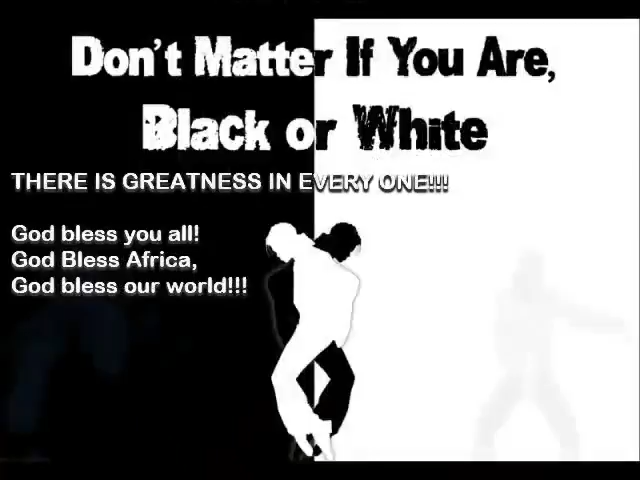 Don't Matter If You Are,
Black or White
THERE IS GREATNESS IN EVERY ONE!!!
God bless you all!
God Bless Africa,
God bless our world!!!